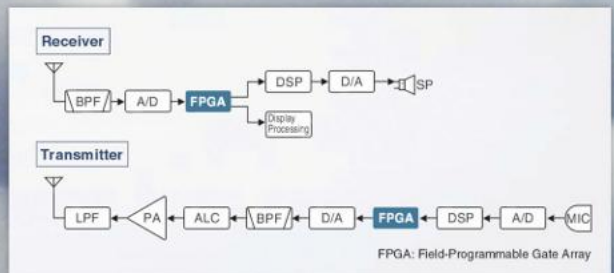 Receiver
BPF A/D FPGA DSP D/A SP
Display
Processing
Transmitter
LPF PA ALC BPF D/A FPGA DSP A/D MIC
FPGA: Field-Programmable Gate Array